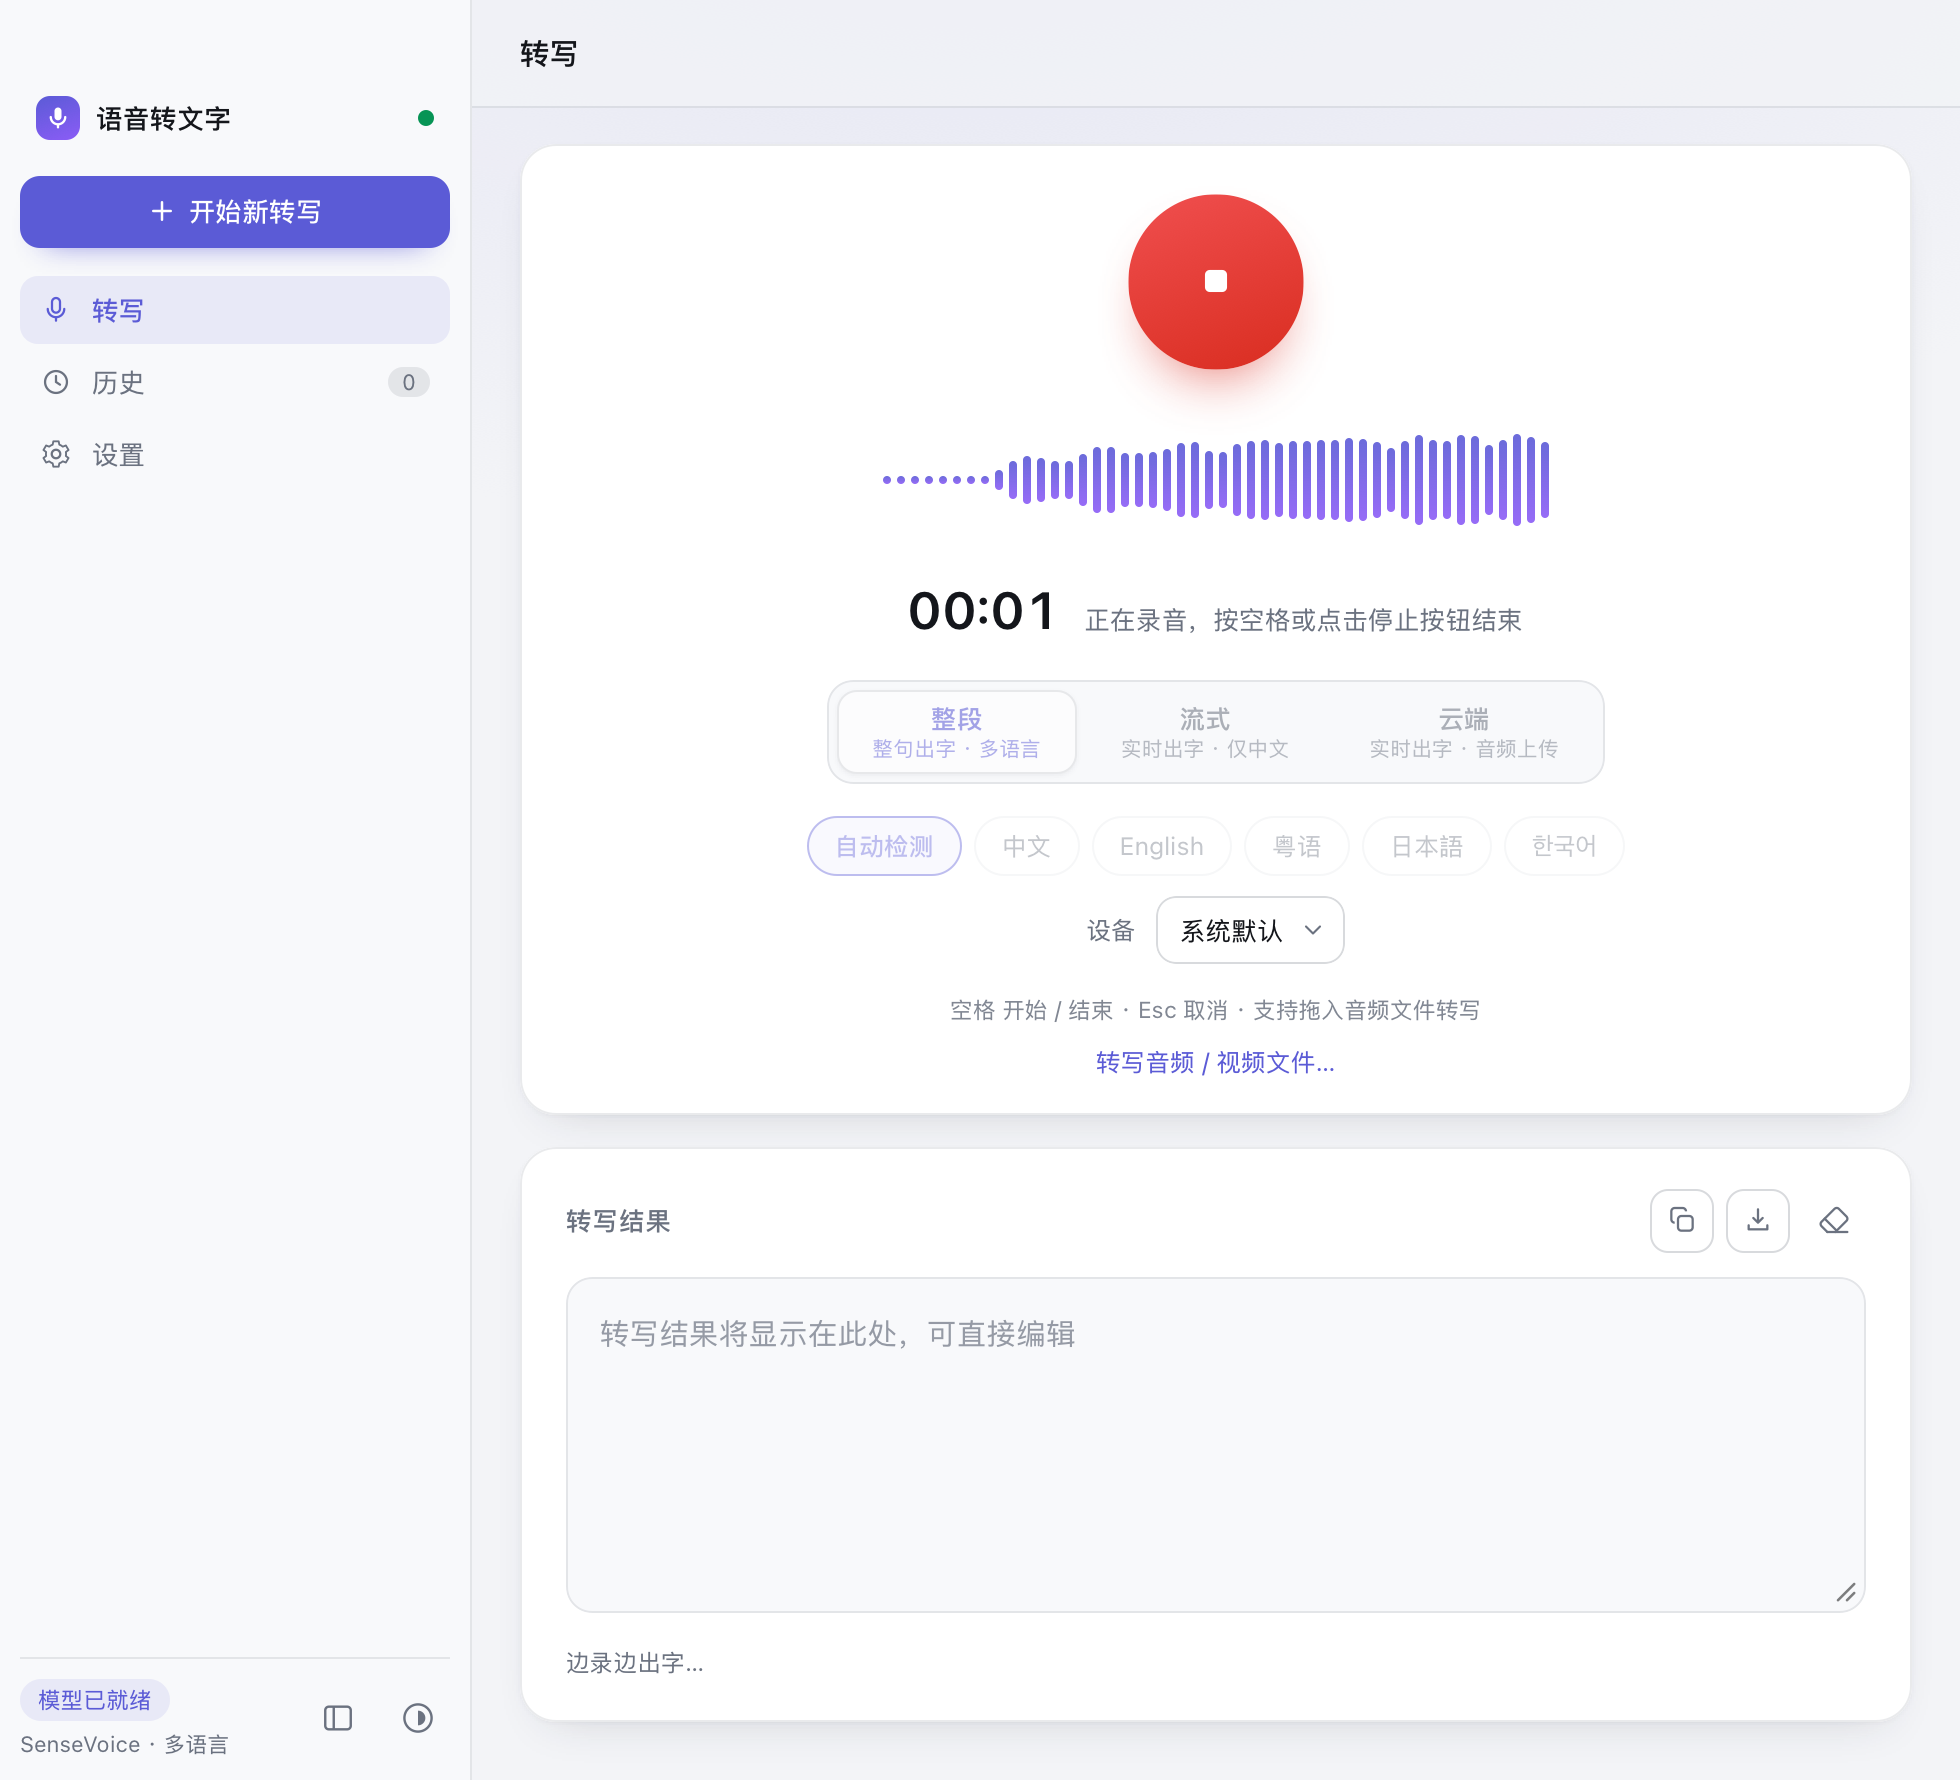 语音转文字
开始新转写
转写
历史 0
设置
模型已就绪
SenseVoice · 多语言
转写
00:01 正在录音，按空格或点击停止按钮结束
整段 流式 云端
整句出字 · 多语言 实时出字 · 仅中文 实时出字 · 音频上传
自动检测 中文 English 粤语 日本語 한국어
设备 系统默认
空格 开始 / 结束 · Esc 取消 · 支持拖入音频文件转写
转写音频 / 视频文件...
转写结果
转写结果将显示在此处，可直接编辑
边录边出字...